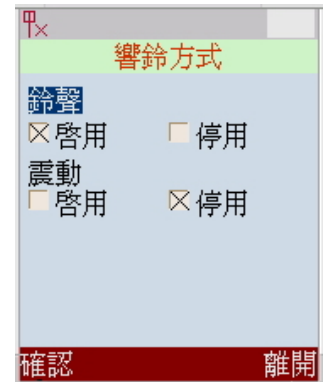 響鈴方式
鈴聲
啓用 停用
震動
啓用 停用
確認 離開